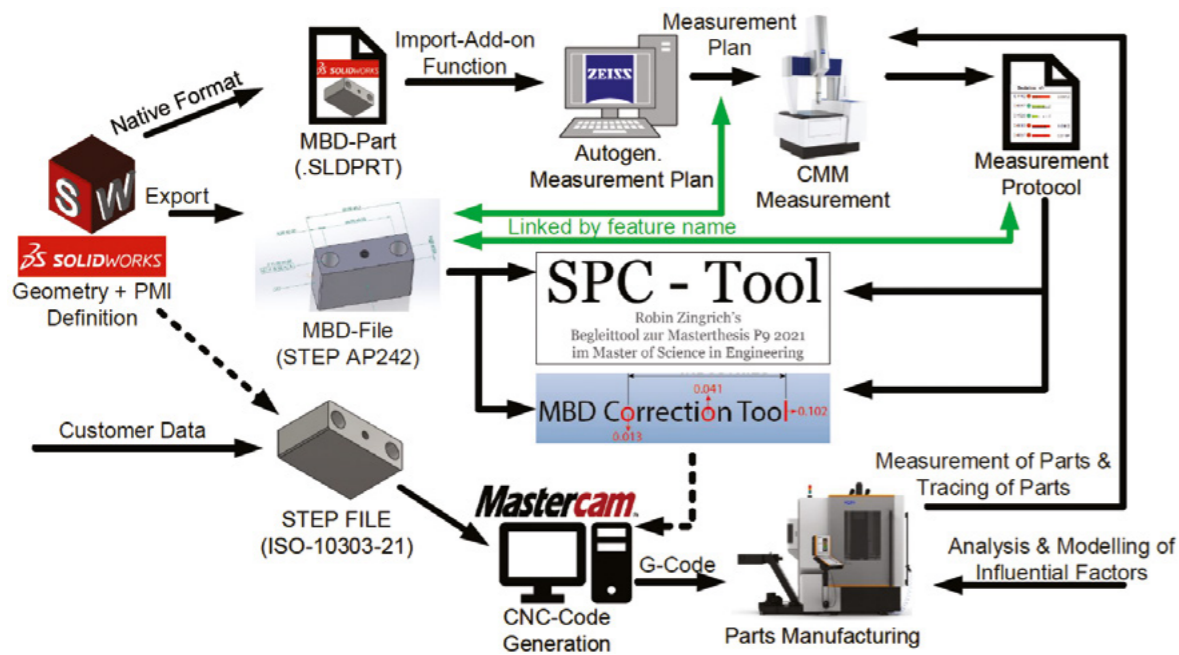 Native Format
SOLIDWORKS
MBD-Part
(.SLDPRT)
Import-Add-on
Function
ZEISS
Autogen.
Measurement Plan
Measurement
Plan
CMM
Measurement
Measurement
Protocol
SW
Export
SOLIDWORKS
Geometry + PMI
Definition
MBD-File
(STEP AP242)
Linked by feature name
SPC - Tool
Robin Zingrich's
Begleittool zur Masterthesis P9 2021
im Master of Science in Engineering
0.041
MBD Correction Tool
0.102
0.013
Customer Data
STEP FILE
(ISO-10303-21)
Mastercam
CNC-Code
Generation
G-Code
Parts Manufacturing
Measurement of Parts &
Tracing of Parts
Analysis & Modelling of
Influential Factors